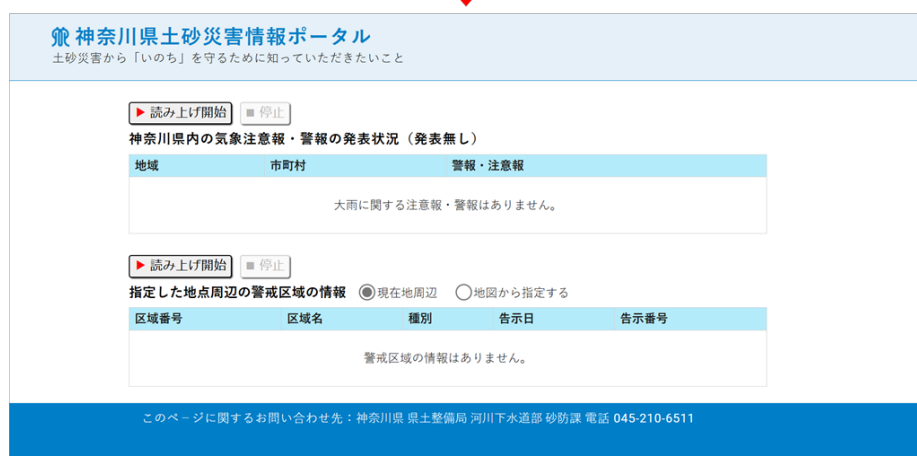 神奈川県土砂災害情報ポータル
土砂災害から「いのち」を守るために知っていただきたいこと
▶ 読み上げ開始 ■ 停止
神奈川県内の気象注意報・警報の発表状況（発表無し）
地域 市町村 警報・注意報
大雨に関する注意報・警報はありません。
▶ 読み上げ開始 ■ 停止
指定した地点周辺の警戒区域の情報 現在地周辺 地図から指定する
区域番号 区域名 種別 告示日 告示番号
警戒区域の情報はありません。
このページに関するお問い合わせ先：神奈川県 県土整備局 河川下水道部 砂防課 電話 045-210-6511